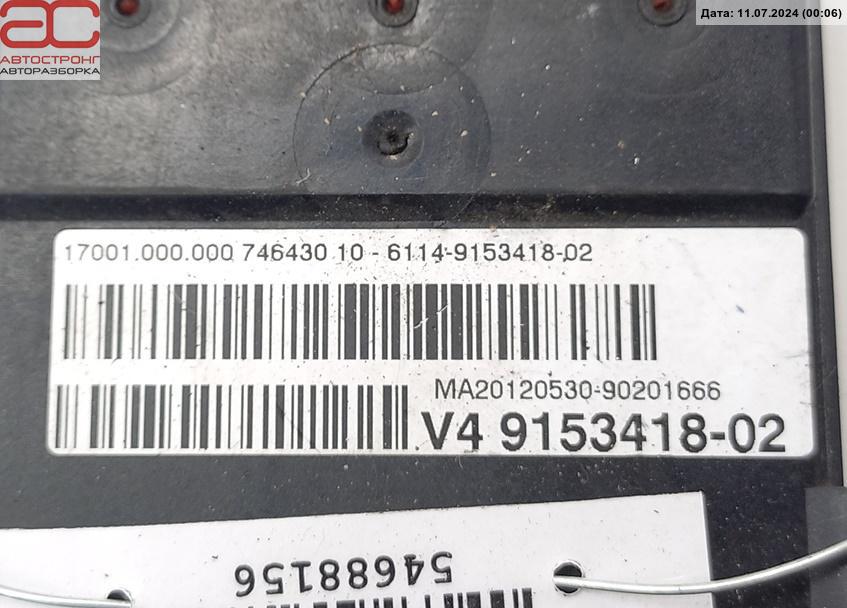 Дата: 11.07.2024 (00:06)
АС
АВТОСТРОНГ
АВТОРАЗБОРКА
17001.000.000 746430 10 - 6114-9153418-02
MA20120530-90201666
V4 9153418-02
54688156